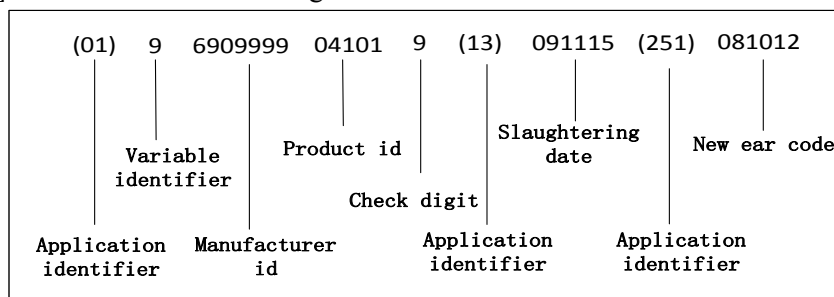 (01) 9 6909999 04101 9 (13) 091115 (251) 081012
Variable identifier
Product id
Slaughtering date
New ear code
Check digit
Application identifier
Manufacturer id
Application identifier
Application identifier